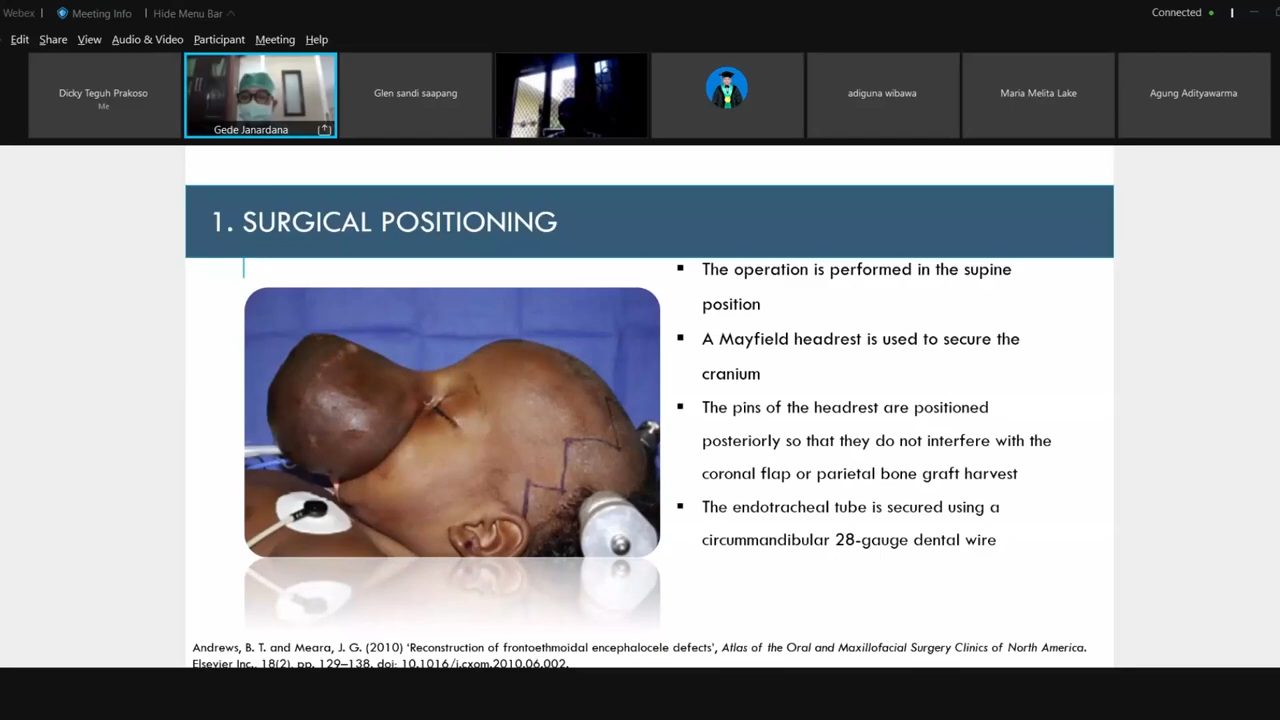 Webex
Meeting Info
Hide Menu Bar
Connected
Edit Share View Audio & Video Participant Meeting Help
Dicky Teguh Prakoso
Me
Gede Janardana
Glen sandi saapang
adiguna wibawa
Maria Melita Lake
Agung Adityawarma
1. SURGICAL POSITIONING
▪ The operation is performed in the supine
position
▪ A Mayfield headrest is used to secure the
cranium
▪ The pins of the headrest are positioned
posteriorly so that they do not interfere with the
coronal flap or parietal bone graft harvest
▪ The endotracheal tube is secured using a
circummandibular 28-gauge dental wire
Andrews, B. T. and Meara, J. G. (2010) ‘Reconstruction of frontoethmoidal encephalocele defects’, Atlas of the Oral and Maxillofacial Surgery Clinics of North America.
Elsevier Inc., 18(2), pp. 129–138. doi: 10.1016/j.cxom.2010.06.002.